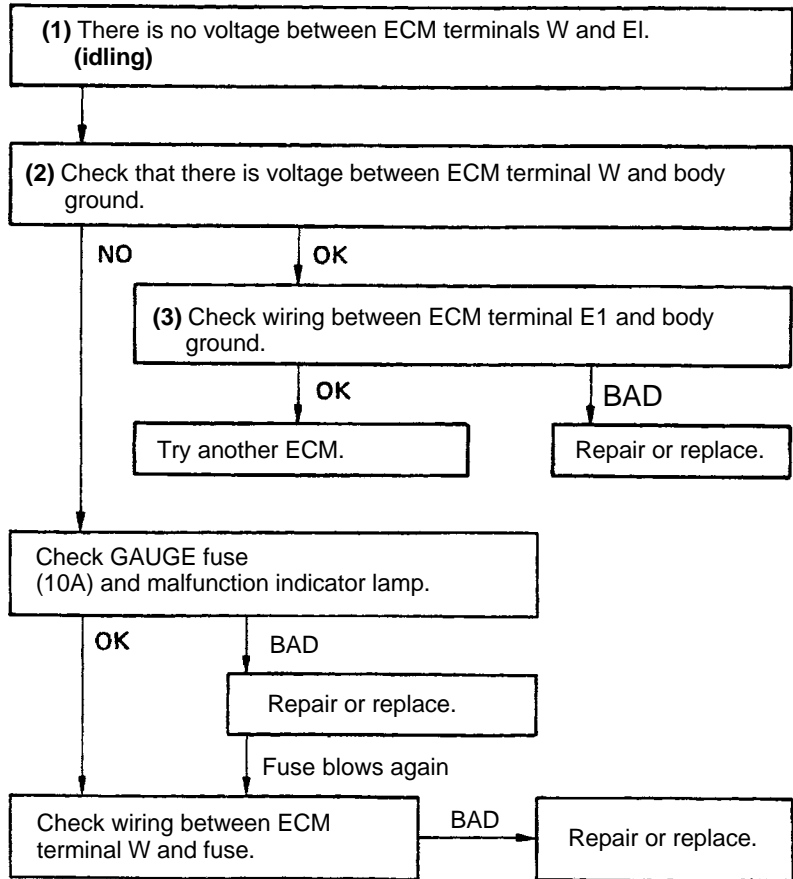 (1) There is no voltage between ECM terminals W and EI.
(idling)
(2) Check that there is voltage between ECM terminal W and body
ground.
NO
OK
(3) Check wiring between ECM terminal E1 and body
ground.
OK
BAD
Try another ECM.
Repair or replace.
Check GAUGE fuse
(10A) and malfunction indicator lamp.
OK
BAD
Repair or replace.
Fuse blows again
Check wiring between ECM
terminal W and fuse.
BAD
Repair or replace.